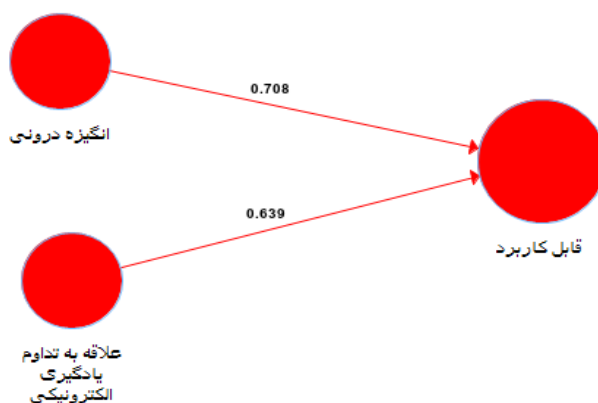 0.708
انگیزه درونی
قابل کاربرد
0.639
علاقه به تداوم
یادگیری
الکترونیکی